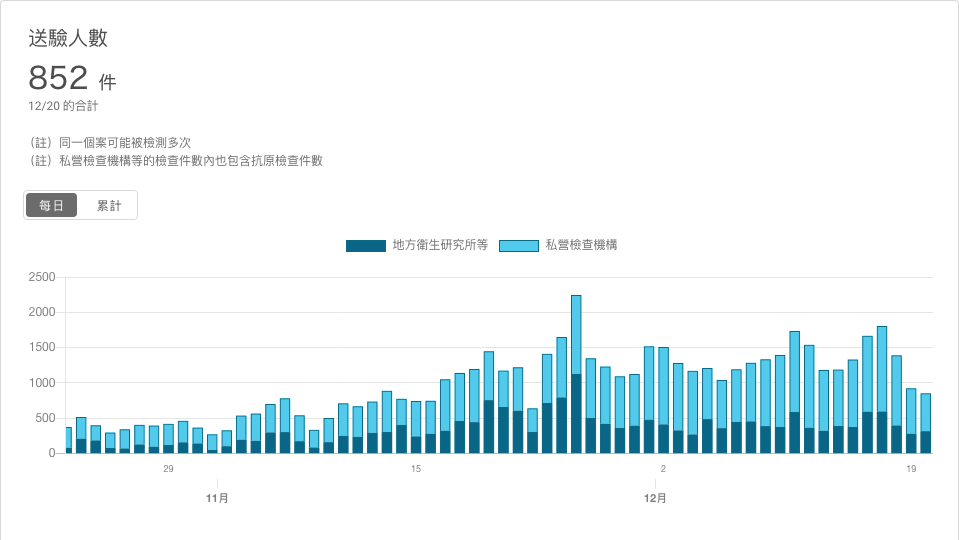 送驗人數
852 件
12/20 的合計
（註）同一個案可能被檢測多次
（註）私營檢查機構等的檢查件數內也包含抗原檢查件數
每日 累計
地方衛生研究所等 私營檢查機構
2500
2000
1500
1000
500
0
29 15 2 19
11月 12月